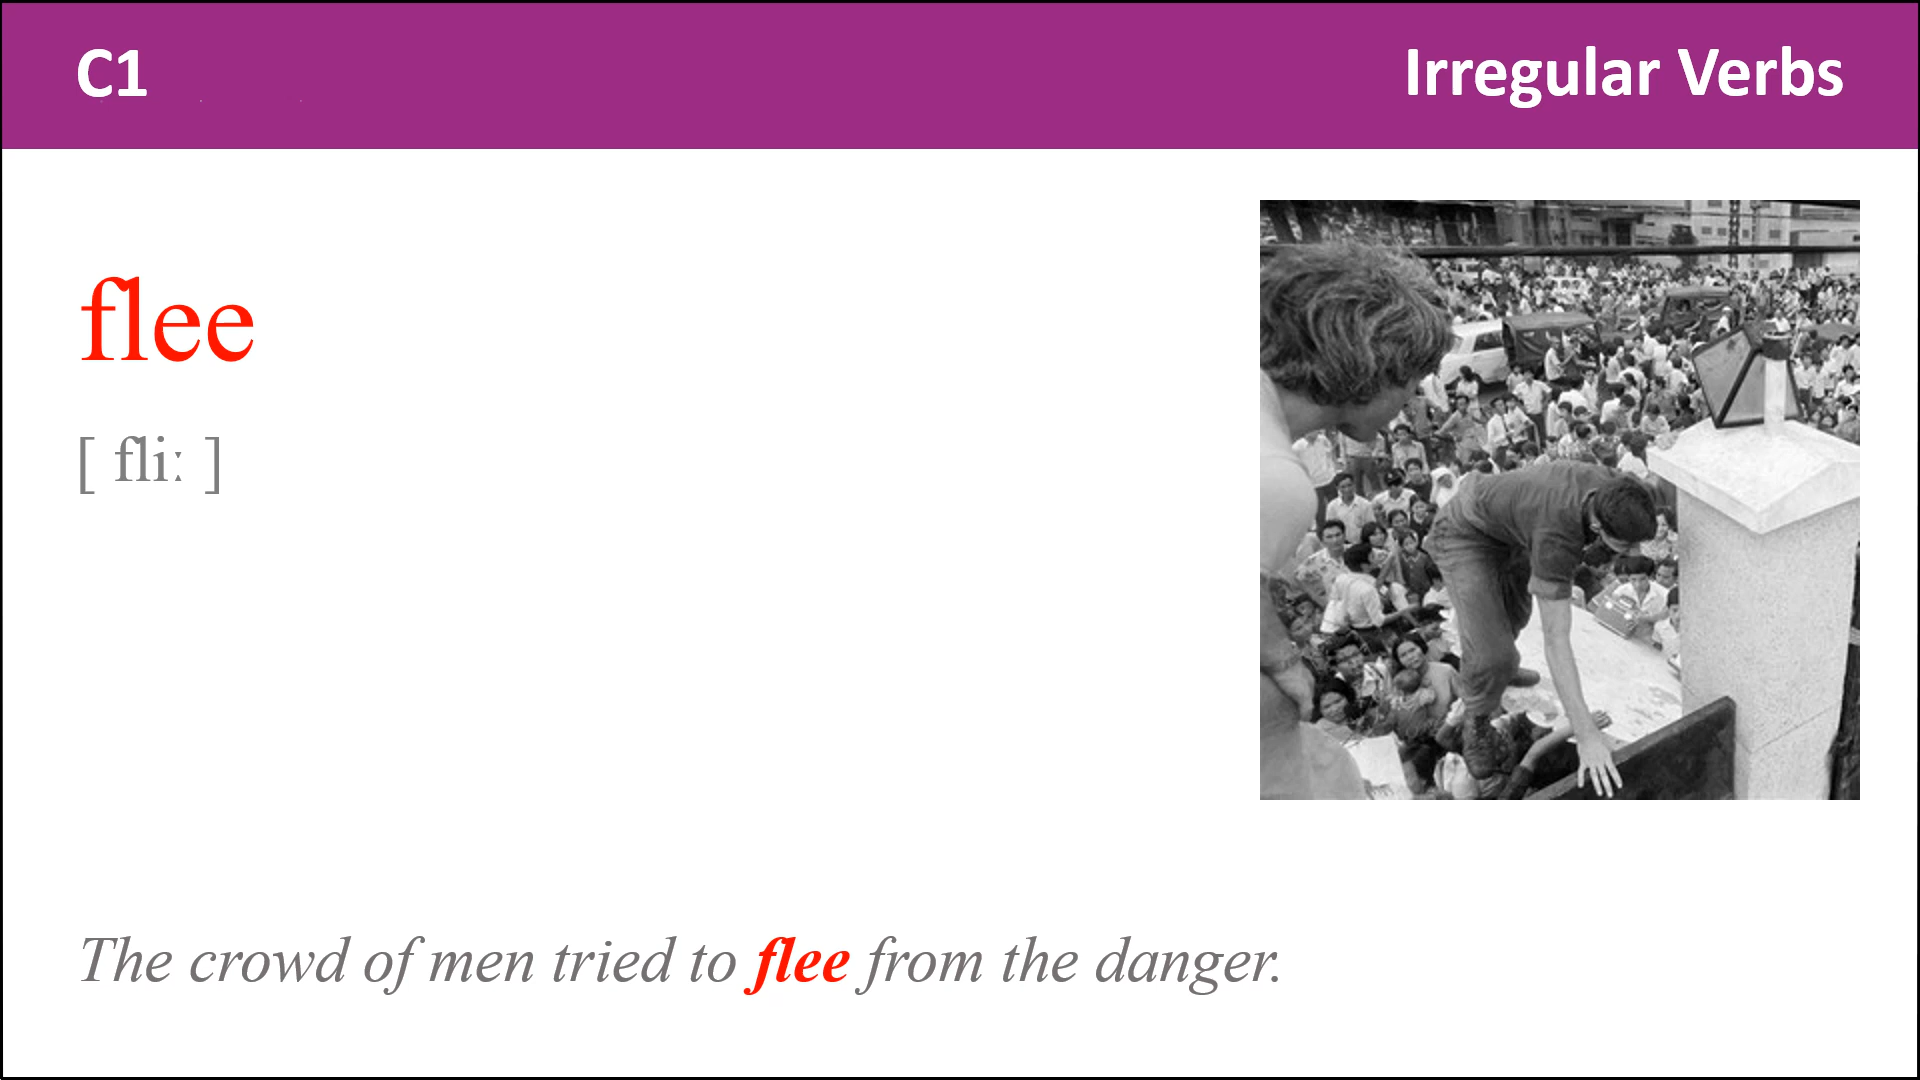 C1
Irregular Verbs
flee
[ fliː ]
The crowd of men tried to flee from the danger.